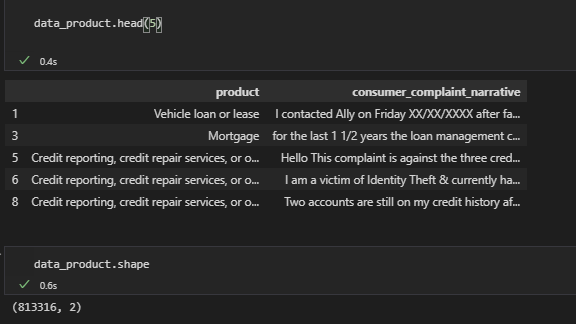 data_product.head(5)
0.4s
product consumer_complaint_narrative
1 Vehicle loan or lease I contacted Ally on Friday XX/XX/XXXX after fa...
3 Mortgage for the last 1 1/2 years the loan management c...
5 Credit reporting, credit repair services, or o... Hello This complaint is against the three cred...
6 Credit reporting, credit repair services, or o... I am a victim of Identity Theft & currently ha...
8 Credit reporting, credit repair services, or o... Two accounts are still on my credit history af...
data_product.shape
0.6s
(813316, 2)